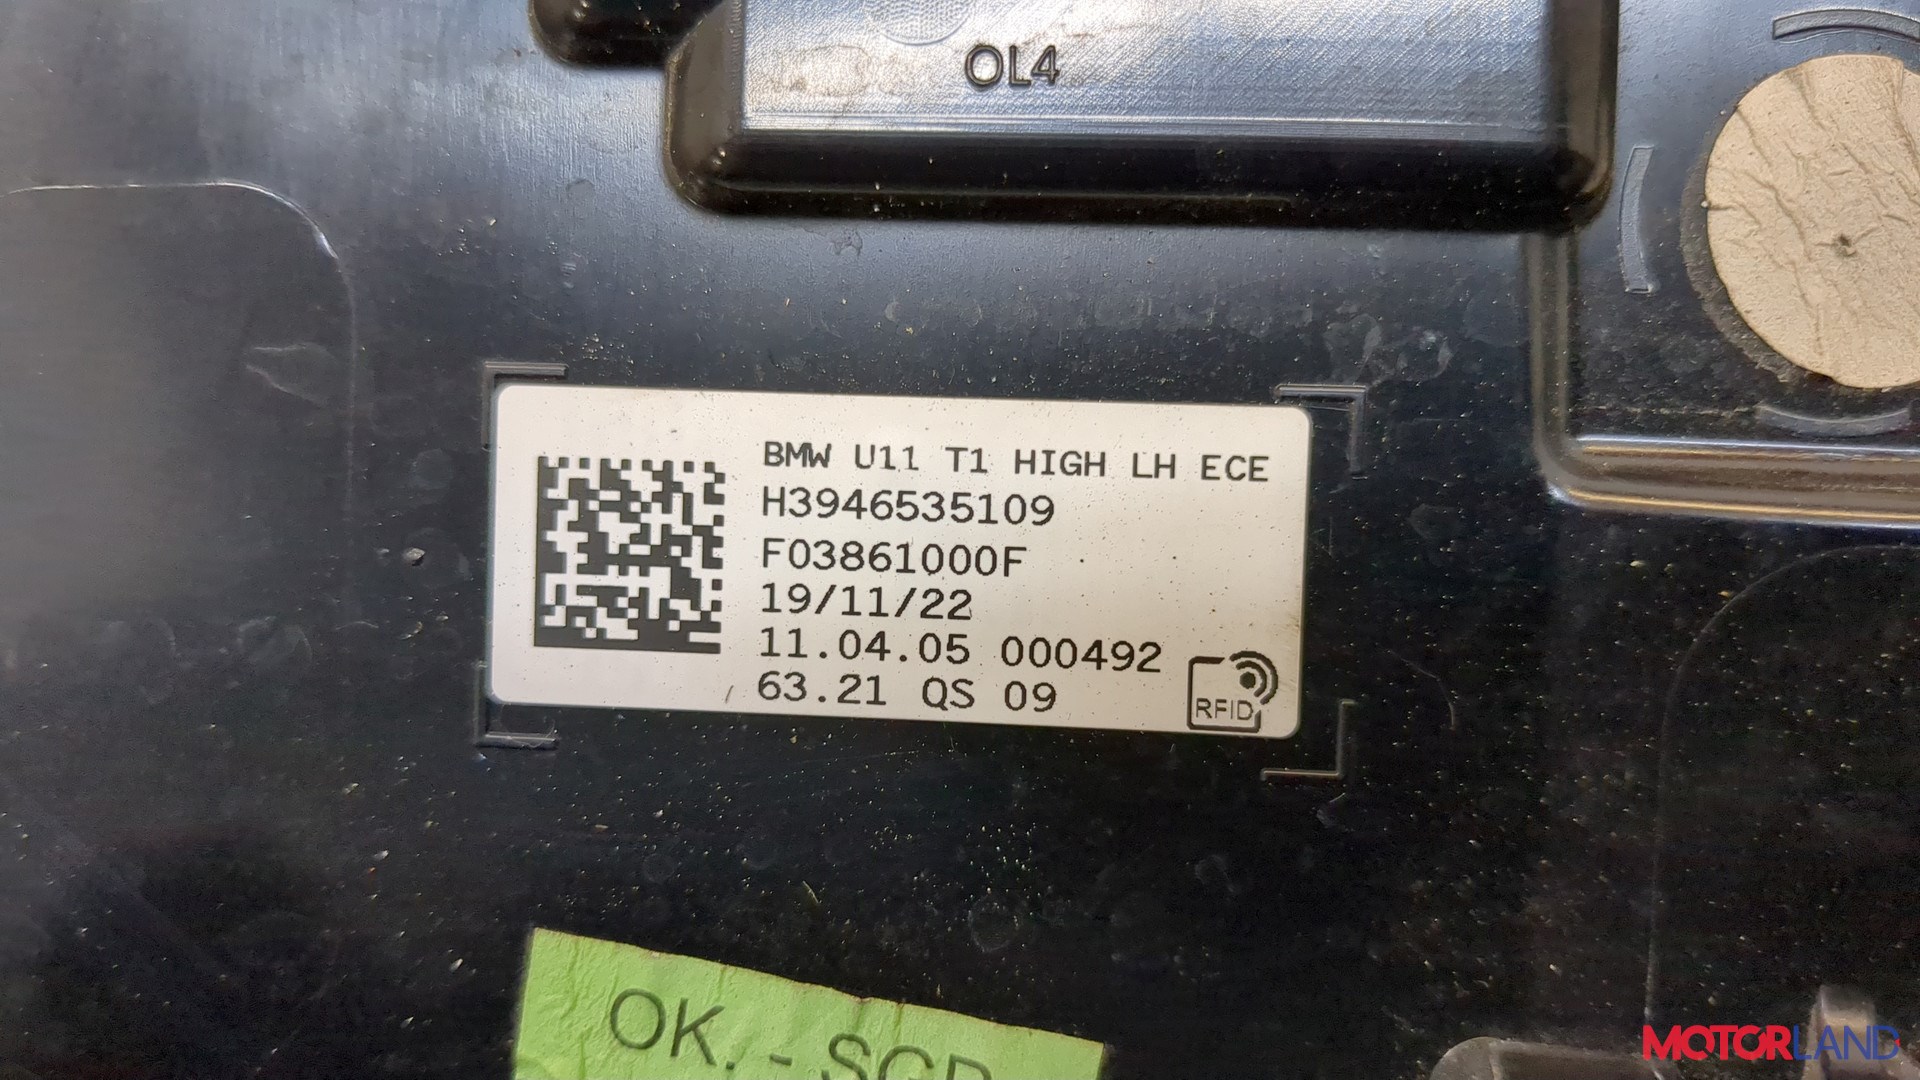 OL4
BMW U11 T1 HIGH LH ECE
H3946535109
F03861000F
19/11/22
11.04.05 000492
63.21 QS 09
RFID
OK. -
MOTORLAND